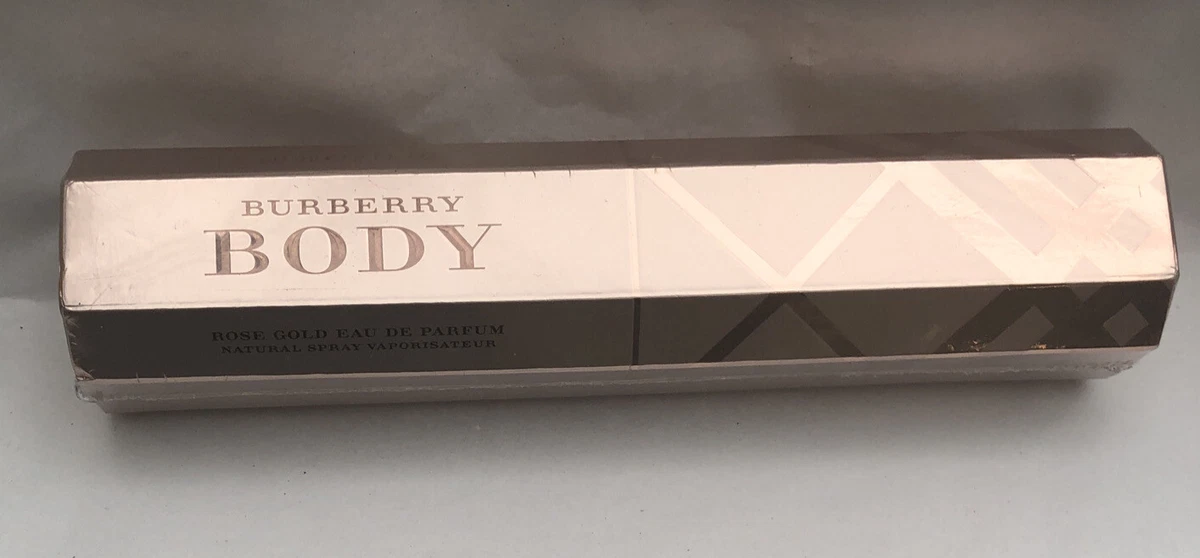 BURBERRY
BODY
ROSE GOLD EAU DE PARFUM
NATURAL SPRAY VAPORISATEUR